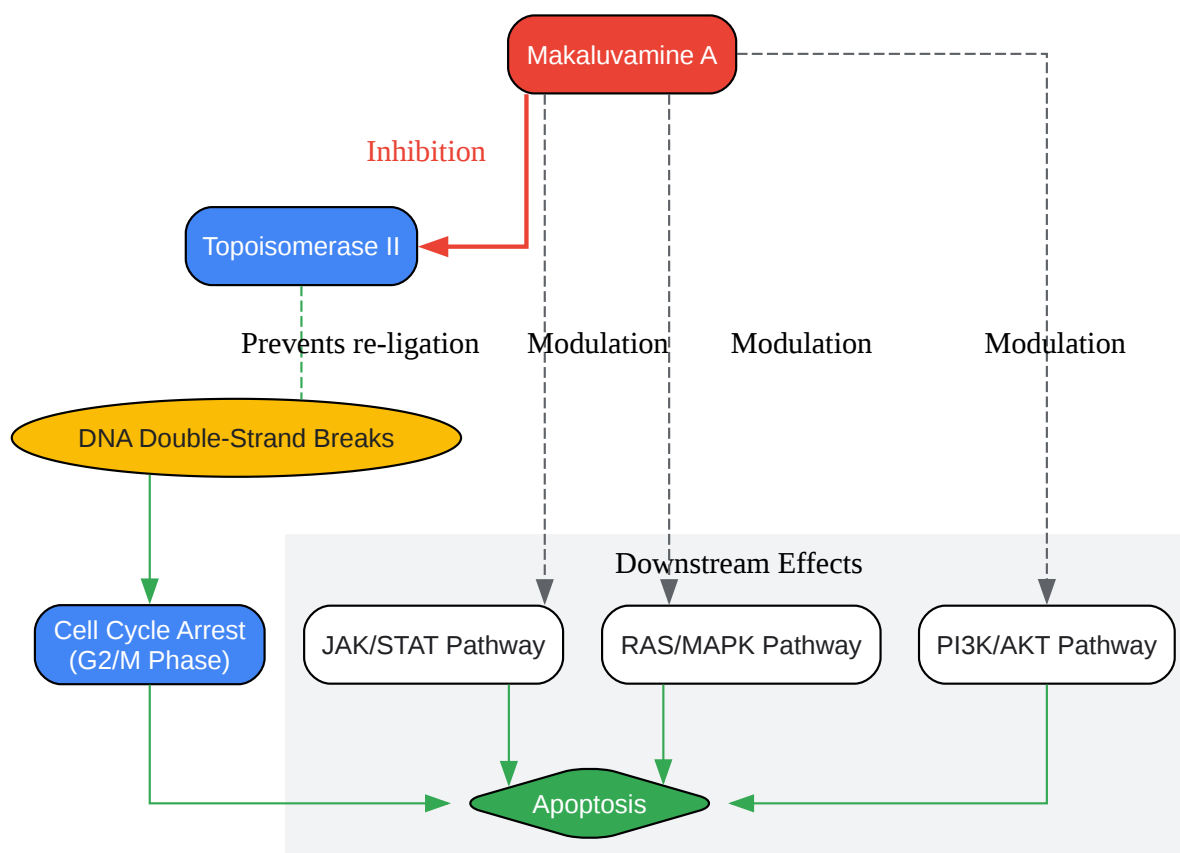 Makaluvamine A
Inhibition
Topoisomerase II
Prevents re-ligation
Modulation
Modulation
Modulation
DNA Double-Strand Breaks
Downstream Effects
Cell Cycle Arrest
(G2/M Phase)
JAK/STAT Pathway
RAS/MAPK Pathway
PI3K/AKT Pathway
Apoptosis